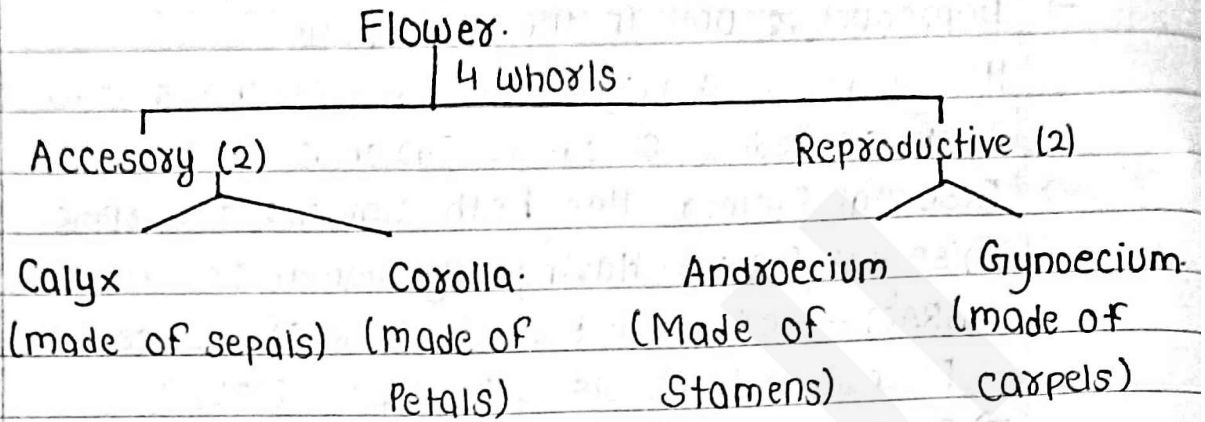 Flower.
4 whorls.
Accesory (2) Reproductive (2)
Calyx Corolla. Androecium Gynoecium.
(made of sepals) (made of (Made of (made of
Petals) Stamens) carpels)